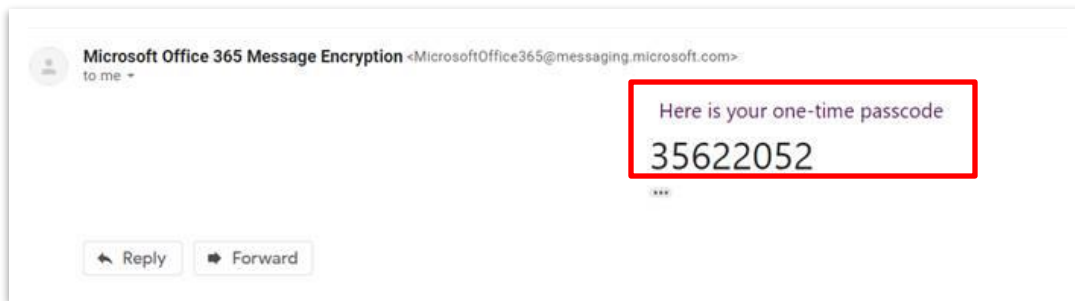 Microsoft Office 365 Message Encryption <MicrosoftOffice365@messaging.microsoft.com>
to me
Here is your one-time passcode
35622052
...
Reply Forward